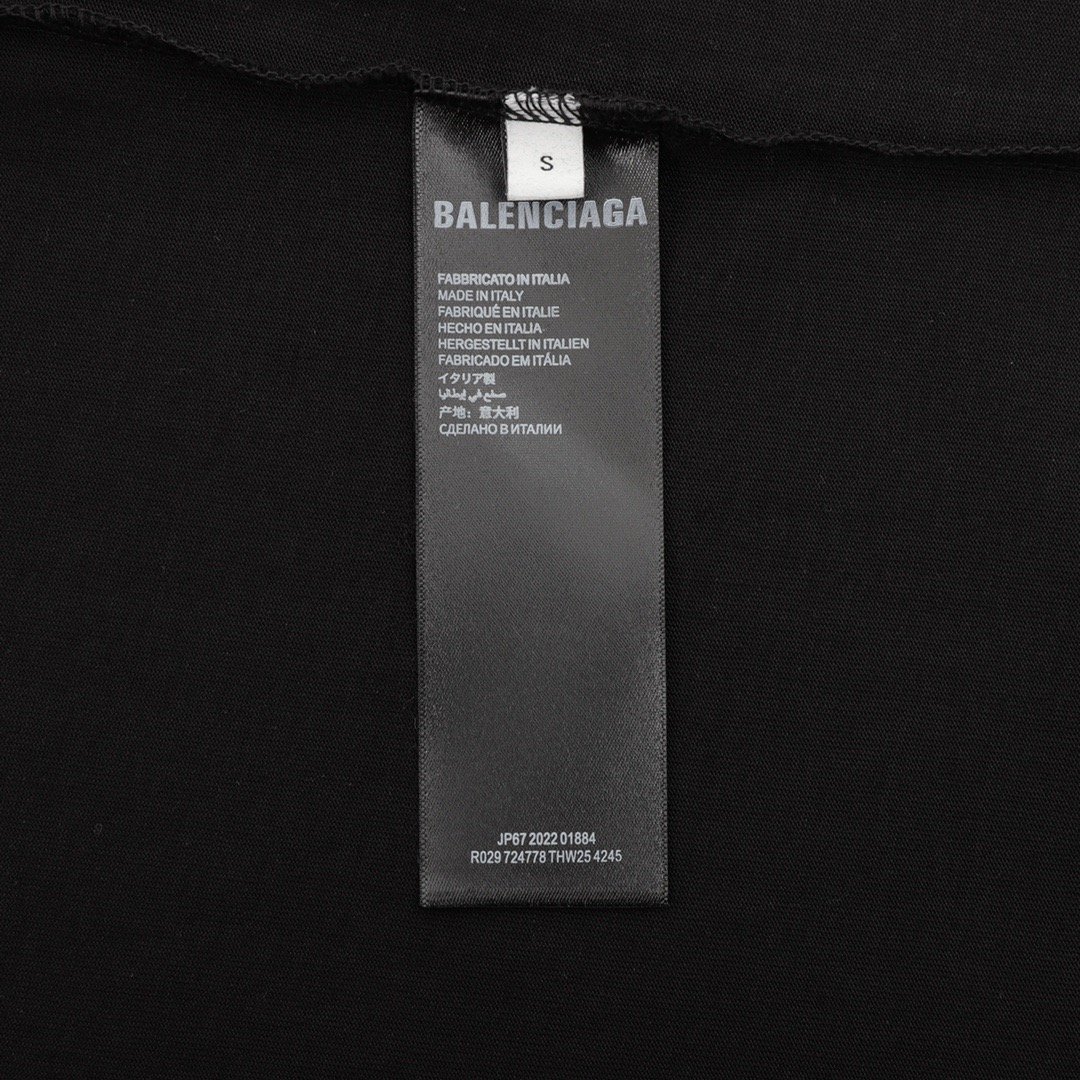 S
BALENCIAGA
FABBRICATO IN ITALIA
MADE IN ITALY
FABRIQUÉ EN ITALIE
HECHO EN ITALIA
HERGESTELLT IN ITALIEN
FABRICADO EM ITÁLIA
イタリア製
صنع في إيطاليا
产地：意大利
СДЕЛАНО В ИТАЛИИ
JP67 2022 01884
R029 724778 THW25 4245